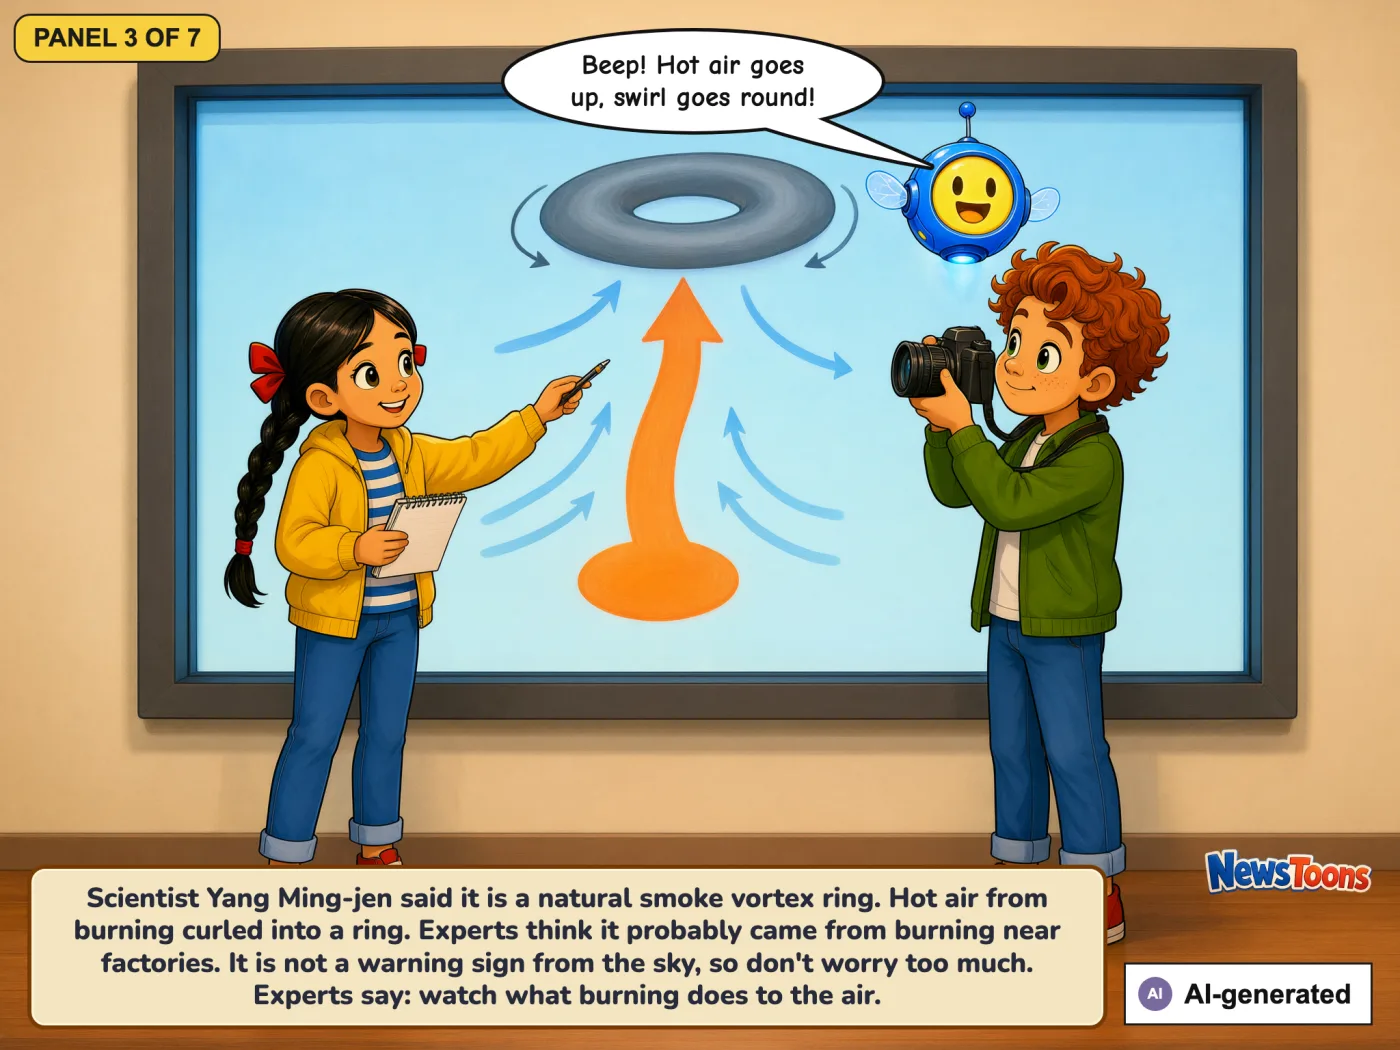 PANEL 3 OF 7
Beep! Hot air goes
up, swirl goes round!
Scientist Yang Ming-jen said it is a natural smoke vortex ring. Hot air from
burning curled into a ring. Experts think it probably came from burning near
factories. It is not a warning sign from the sky, so don't worry too much.
Experts say: watch what burning does to the air.
NewsToons
AI AI-generated